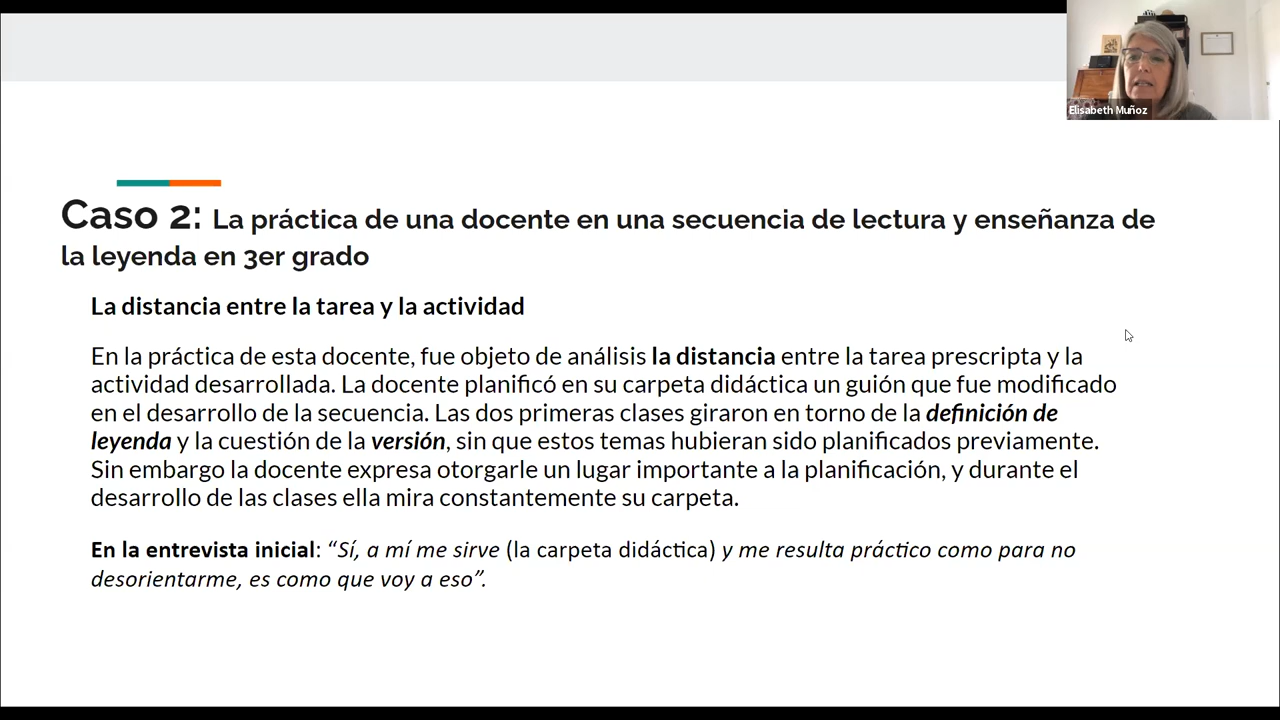 Elisabeth Muñoz
Caso 2: La práctica de una docente en una secuencia de lectura y enseñanza de
la leyenda en 3er grado
La distancia entre la tarea y la actividad
En la práctica de esta docente, fue objeto de análisis la distancia entre la tarea prescripta y la
actividad desarrollada. La docente planificó en su carpeta didáctica un guión que fue modificado
en el desarrollo de la secuencia. Las dos primeras clases giraron en torno de la definición de
leyenda y la cuestión de la versión, sin que estos temas hubieran sido planificados previamente.
Sin embargo la docente expresa otorgarle un lugar importante a la planificación, y durante el
desarrollo de las clases ella mira constantemente su carpeta.
En la entrevista inicial: “Sí, a mí me sirve (la carpeta didáctica) y me resulta práctico como para no
desorientarme, es como que voy a eso”.